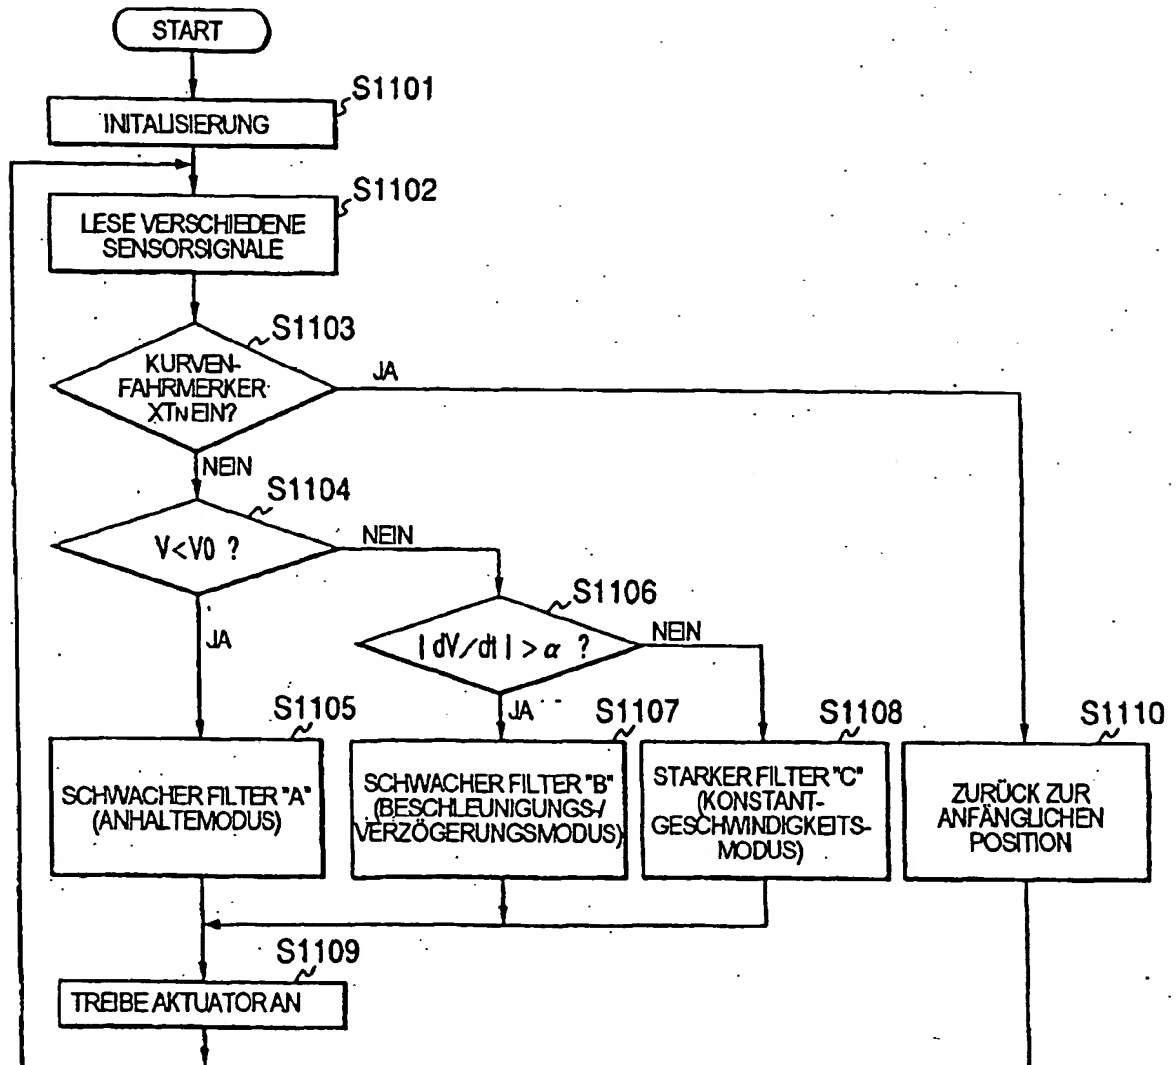 START
S1101
INITALISIERUNG
S1102
LESE VERSCHIEDENE
SENSORSIGNALE
S1103
KURVEN-
FAHRMERKER
XTN EIN?
JA
NEIN
S1104
V<V0 ?
NEIN
JA
S1106
|dV/dt| > α ?
NEIN
JA
S1105
SCHWACHER FILTER "A"
(ANHALTEMODUS)
S1107
SCHWACHER FILTER "B"
(BESCHLEUNIGUNGS-/
VERZÖGERUNGSMODUS)
S1108
STARKER FILTER "C"
(KONSTANT-
GESCHWINDIGKEITS-
MODUS)
S1110
ZURÜCK ZUR
ANFÄNGLICHEN
POSITION
S1109
TREIBE AKTUATOR AN